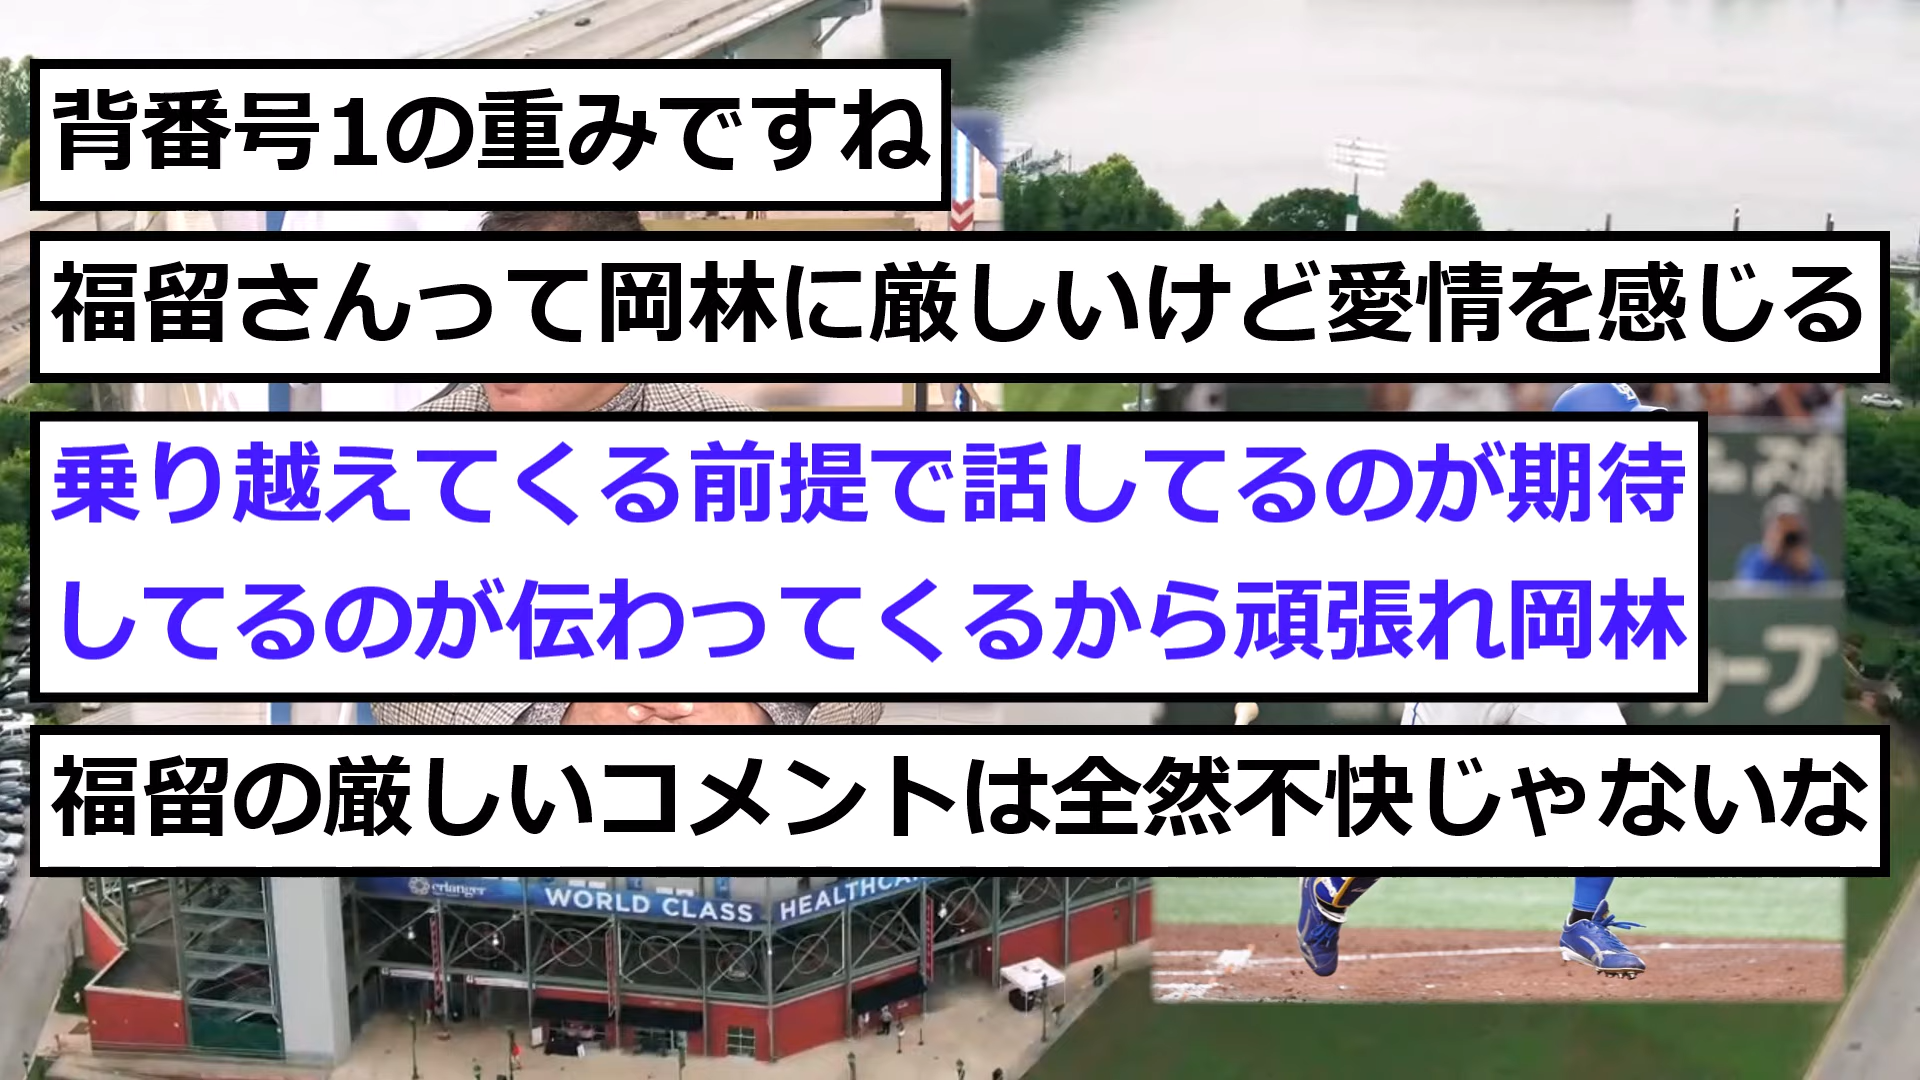 背番号1の重みですね
福留さんって岡林に厳しいけど愛情を感じる
乗り越えてくる前提で話してるのが期待
してるのが伝わってくるから頑張れ岡林
福留の厳しいコメントは全然不快じゃないな
erlanger
WORLD CLASS
ープ